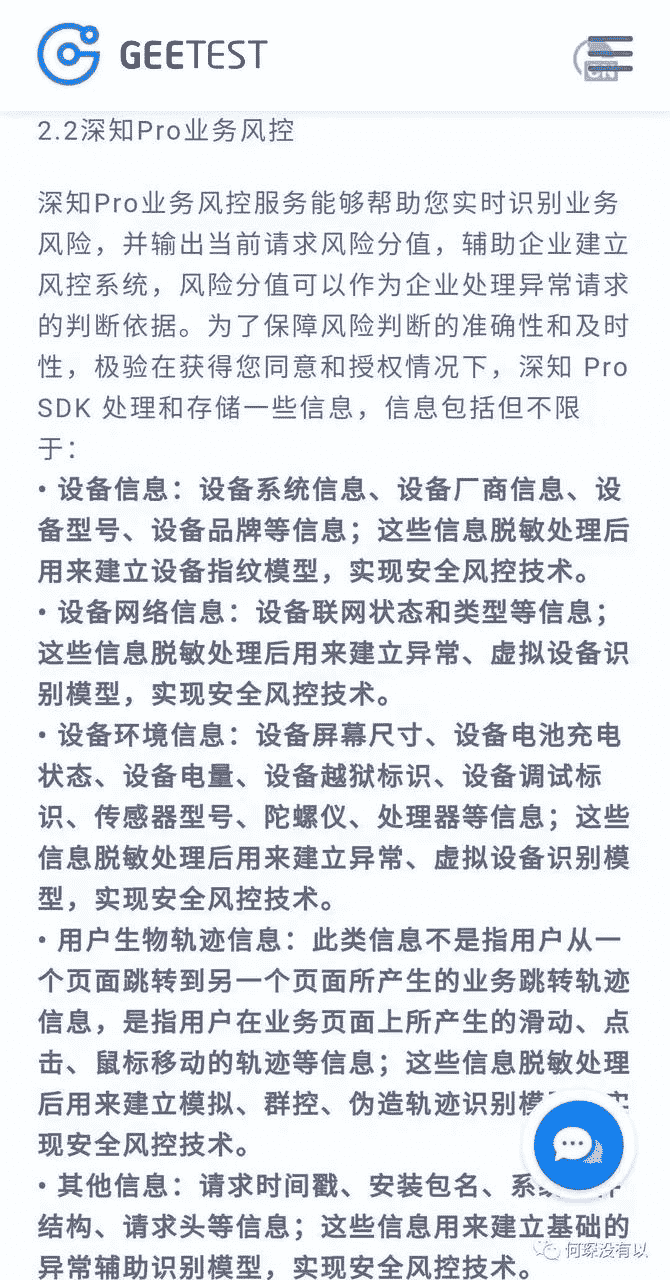 GEETEST
CN
2.2深知Pro业务风控
深知Pro业务风控服务能够帮助您实时识别业务
风险，并输出当前请求风险分值，辅助企业建立
风控系统，风险分值可以作为企业处理异常请求
的判断依据。为了保障风险判断的准确性和及时
性，极验在获得您同意和授权情况下，深知 Pro
SDK 处理和存储一些信息，信息包括但不限
于：
• 设备信息：设备系统信息、设备厂商信息、设
备型号、设备品牌等信息；这些信息脱敏处理后
用来建立设备指纹模型，实现安全风控技术。
• 设备网络信息：设备联网状态和类型等信息；
这些信息脱敏处理后用来建立异常、虚拟设备识
别模型，实现安全风控技术。
• 设备环境信息：设备屏幕尺寸、设备电池充电
状态、设备电量、设备越狱标识、设备调试标
识、传感器型号、陀螺仪、处理器等信息；这些
信息脱敏处理后用来建立异常、虚拟设备识别模
型，实现安全风控技术。
• 用户生物轨迹信息：此类信息不是指用户从一
个页面跳转到另一个页面所产生的业务跳转轨迹
信息，是指用户在业务页面上所产生的滑动、点
击、鼠标移动的轨迹等信息；这些信息脱敏处理
后用来建立模拟、群控、伪造轨迹识别模
现安全风控技术。
• 其他信息：请求时间戳、安装包名、系统
结构、请求头等信息；这些信息用来建立基础的
异常辅助识别模型，实现安全风控技术。
何琛没有以